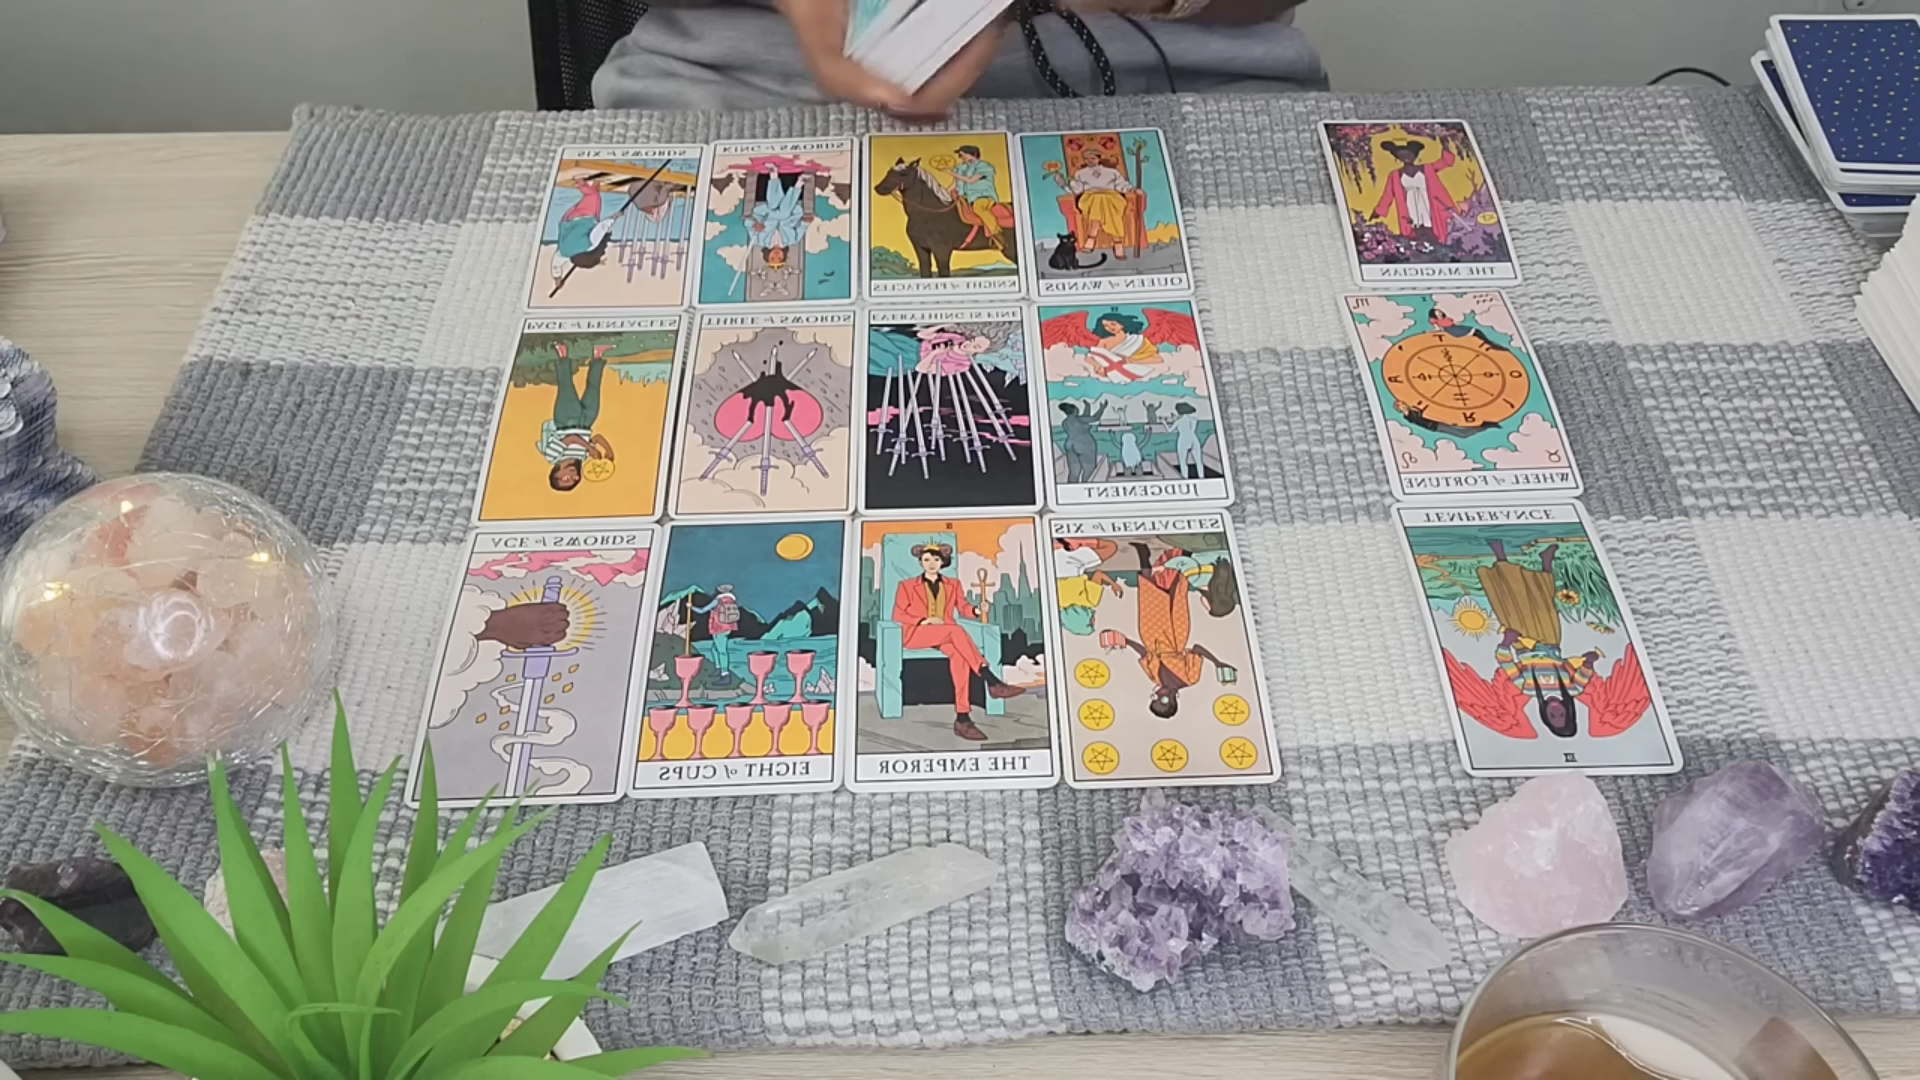 SIX of SWORDS
KING of SWORDS
KNIGHT of PENTACLES
QUEEN of WANDS
THE MAGICIAN
PAGE of PENTACLES
THREE of SWORDS
EVERYTHING IS FINE
II
JUDGEMENT
T
A
O
R
WHEEL of FORTUNE
ACE of SWORDS
EIGHT of CUPS
THE EMPEROR
SIX of PENTACLES
TEMPERANCE